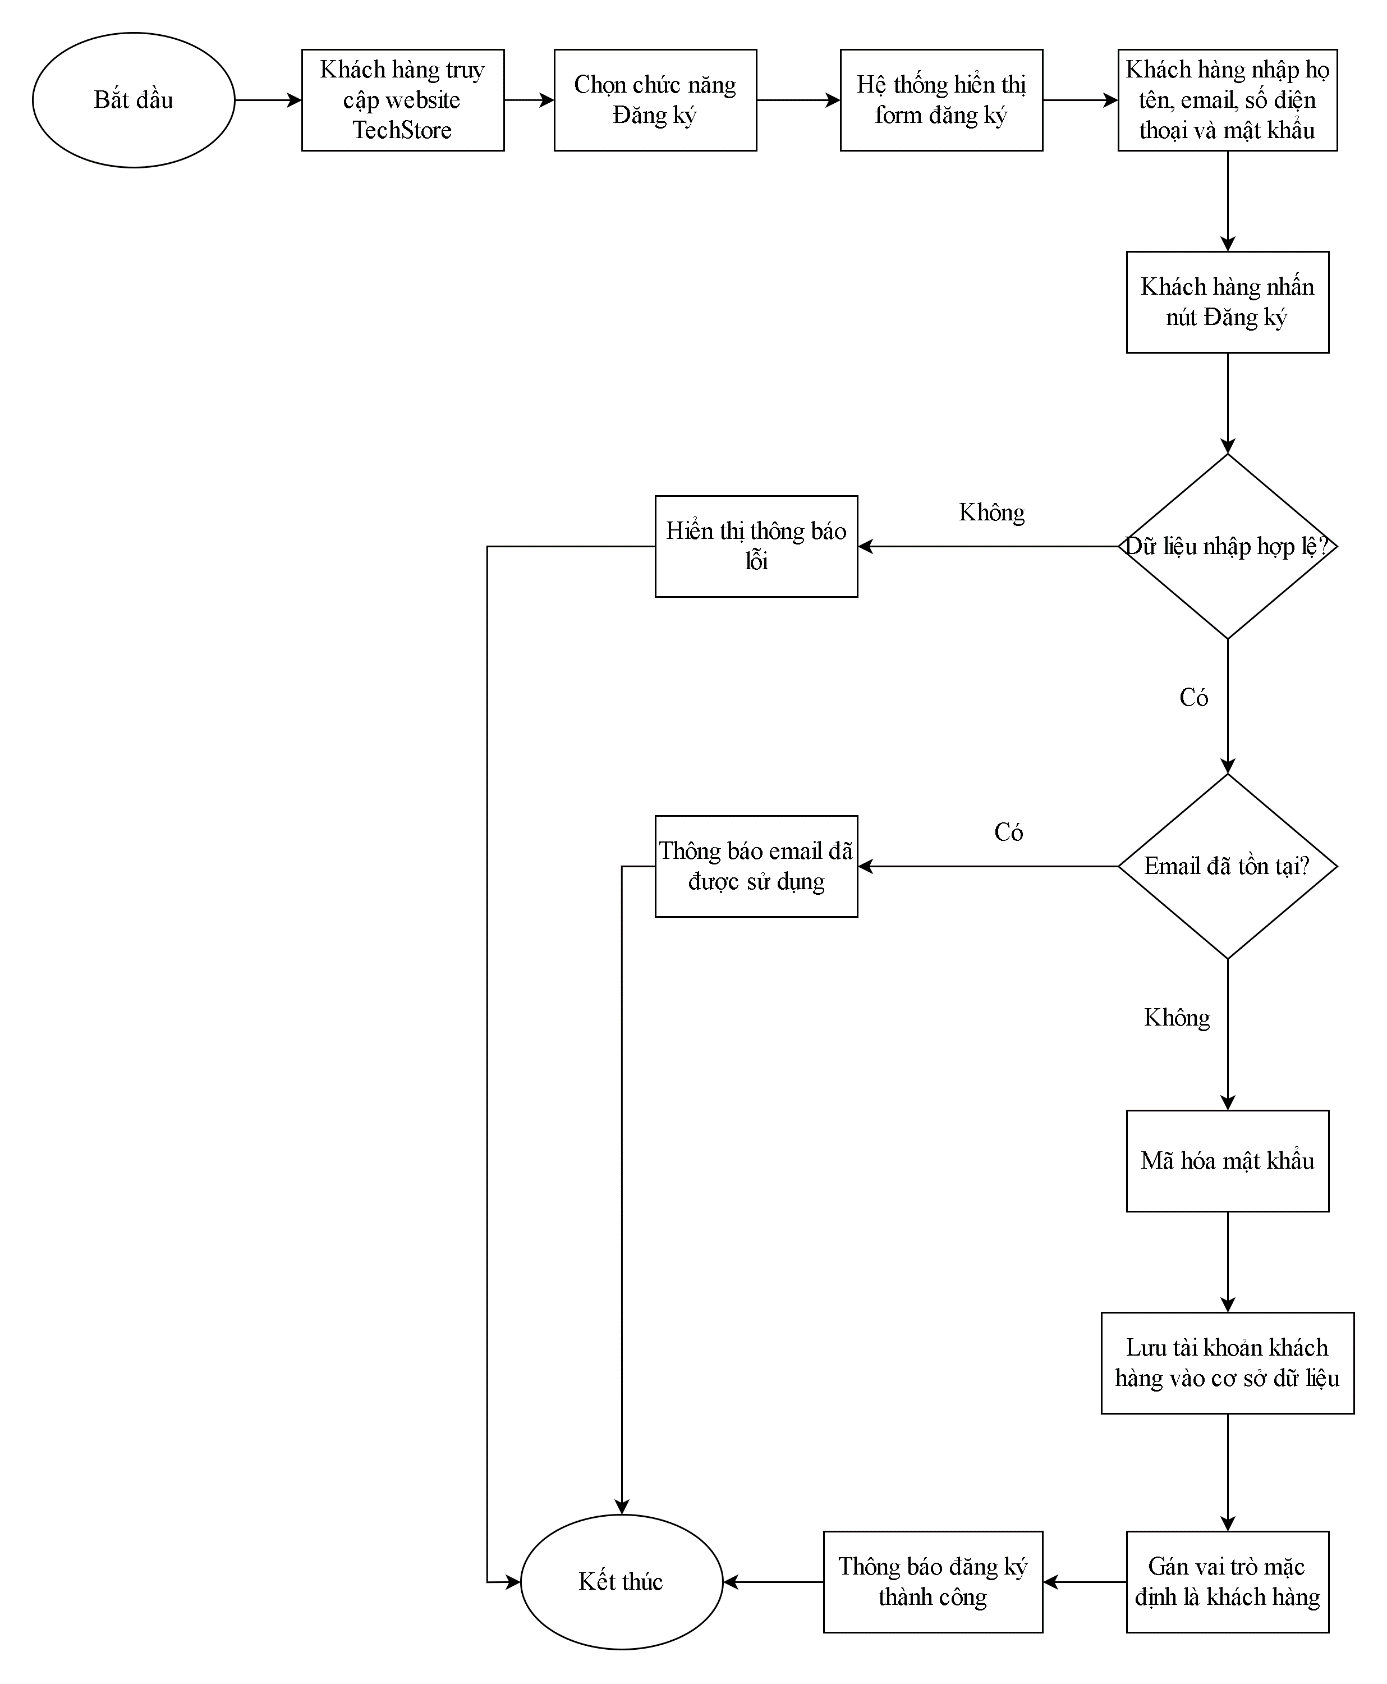 Bắt dầu
Khách hàng truy
cập website
TechStore
Chọn chức năng
Đăng ký
Hệ thống hiển thị
form đăng ký
Khách hàng nhập họ
tên, email, số điện
thoại và mật khẩu
Khách hàng nhấn
nút Đăng ký
Dữ liệu nhập hợp lệ?
Không
Hiển thị thông báo
lỗi
Có
Email đã tồn tại?
Có
Thông báo email đã
được sử dụng
Không
Mã hóa mật khẩu
Lưu tài khoản khách
hàng vào cơ sở dữ liệu
Gán vai trò mặc
định là khách hàng
Thông báo đăng ký
thành công
Kết thúc